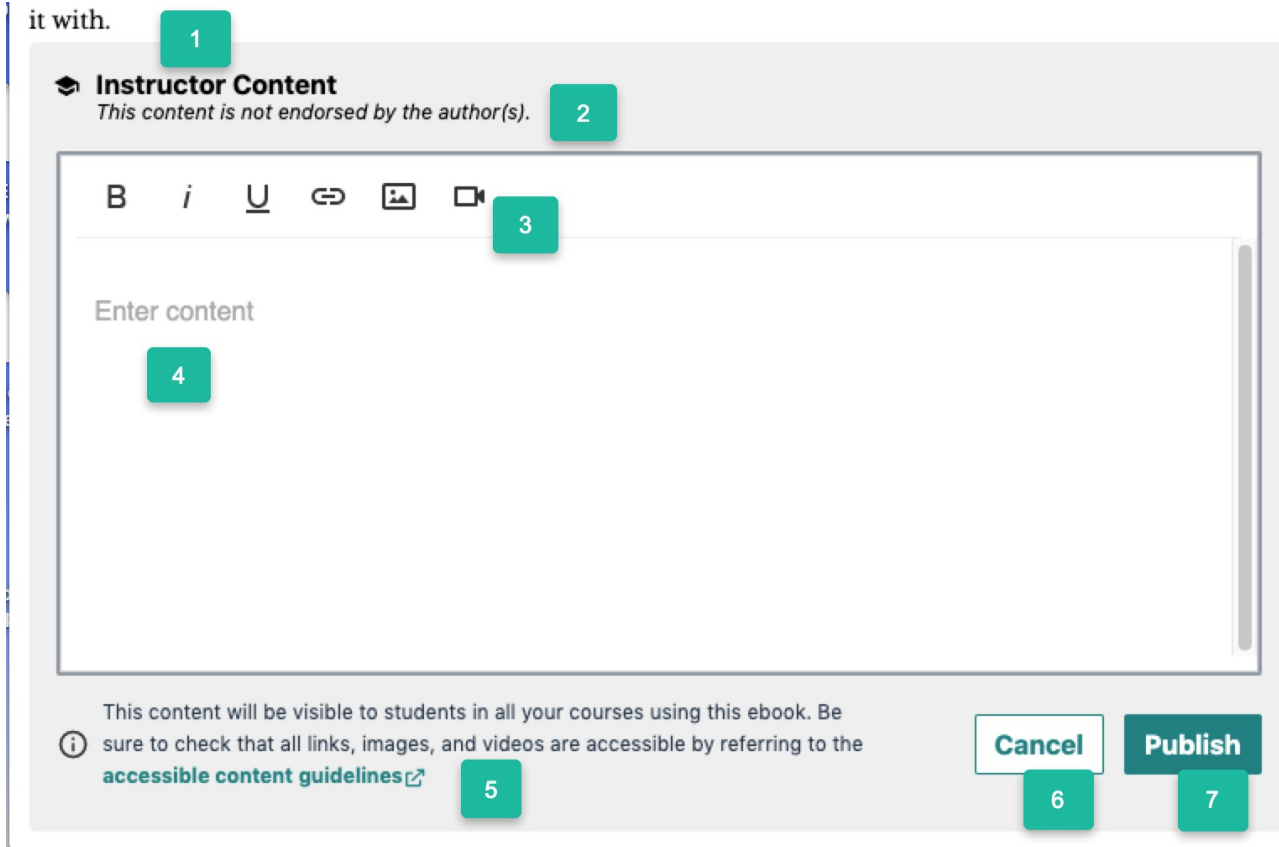 it with.
1
Instructor Content
This content is not endorsed by the author(s).
2
B i U
3
Enter content
4
This content will be visible to students in all your courses using this ebook. Be
sure to check that all links, images, and videos are accessible by referring to the
accessible content guidelines
5
Cancel
Publish
6
7